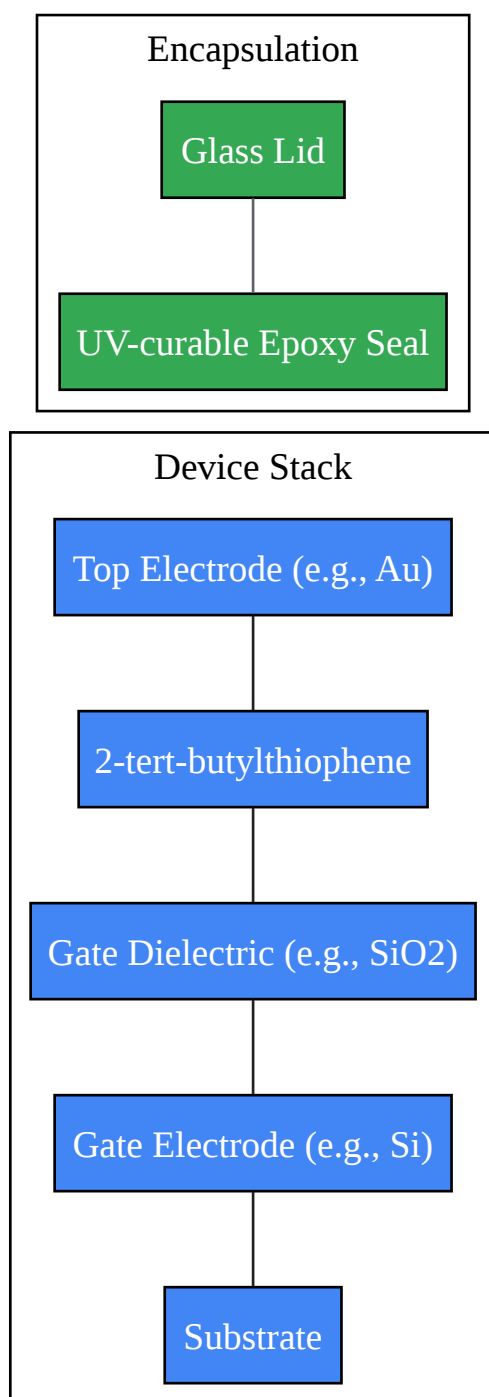 Encapsulation
Glass Lid
UV-curable Epoxy Seal
Device Stack
Top Electrode (e.g., Au)
2-tert-butylthiophene
Gate Dielectric (e.g., SiO2)
Gate Electrode (e.g., Si)
Substrate